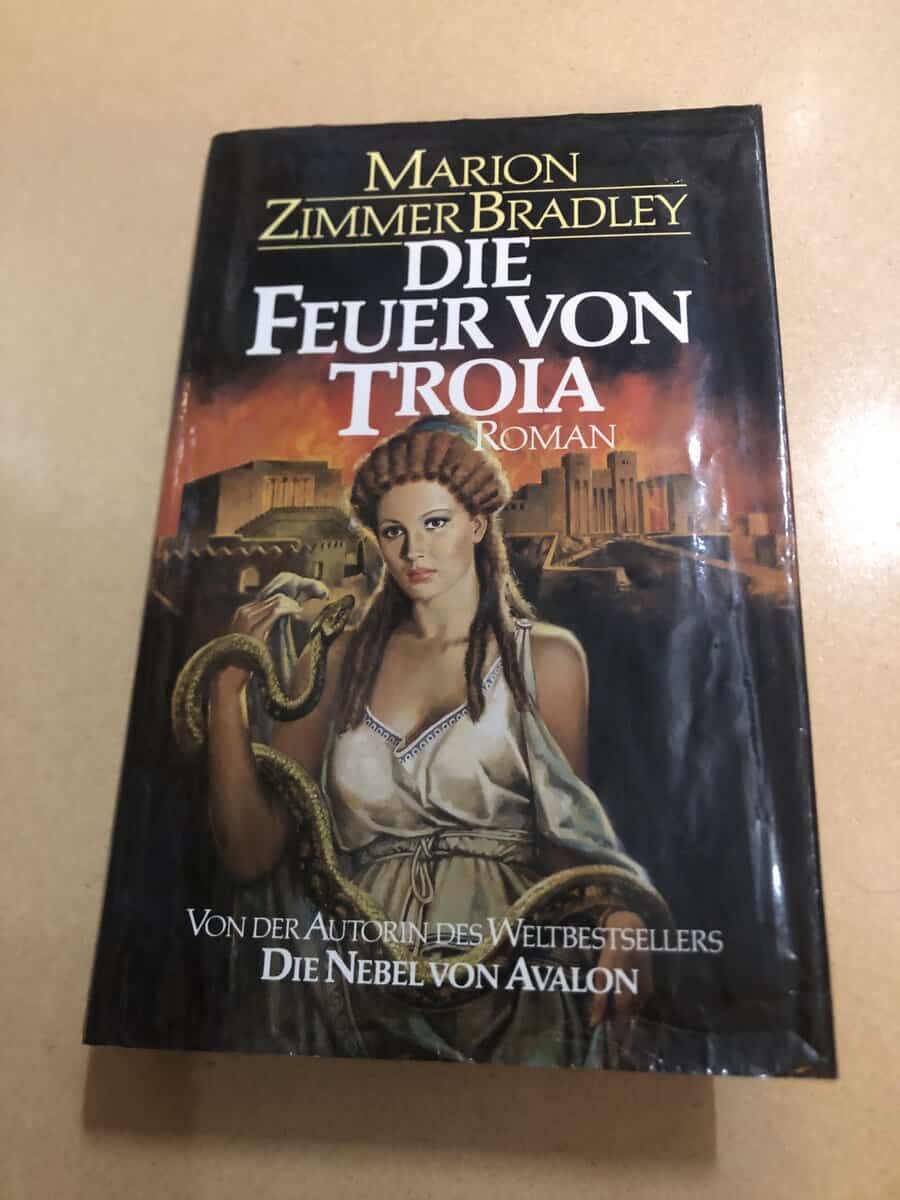 MARION
ZIMMER BRADLEY
DIE
FEUER VON
TROIA
ROMAN
VON DER AUTORIN DES WELTBESTSELLERS
DIE NEBEL VON AVALON